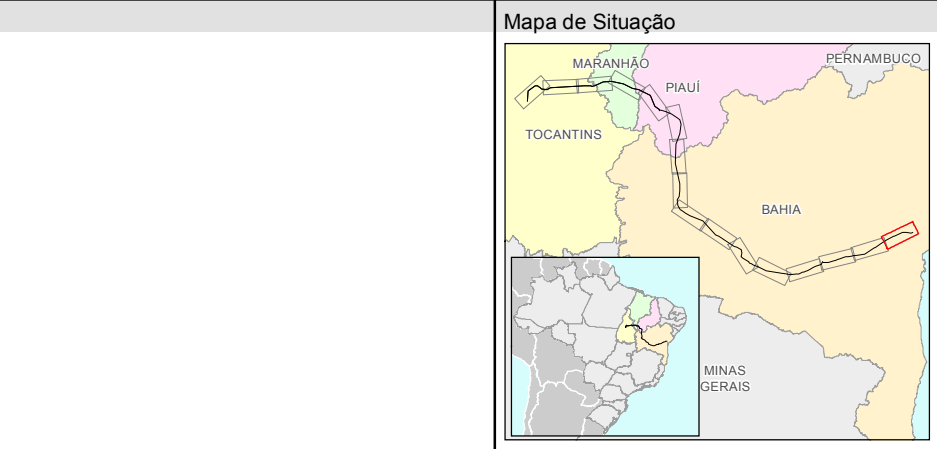 Mapa de Situação
MARANHÃO
PERNAMBUCO
PIAUÍ
TOCANTINS
BAHIA
MINAS
GERAIS